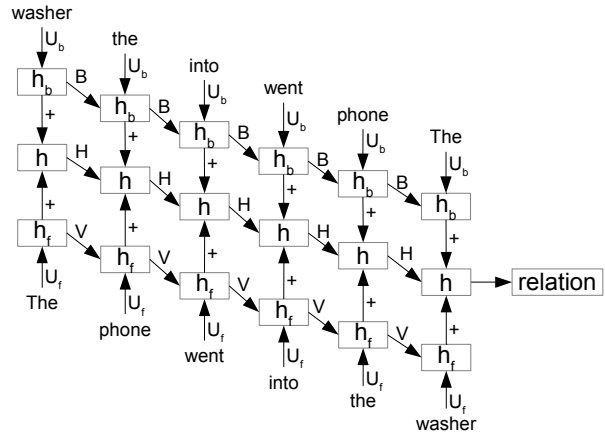 washer
U_b
the
U_b
into
U_b
went
U_b
phone
U_b
The
U_b
h_b B h_b B h_b B h_b B h_b B h_b
+ + + + + +
h H h H h H h H h H h relation
+ + + + + +
h_f V h_f V h_f V h_f V h_f V h_f
U_f
The
U_f
phone
U_f
went
U_f
into
U_f
the
U_f
washer